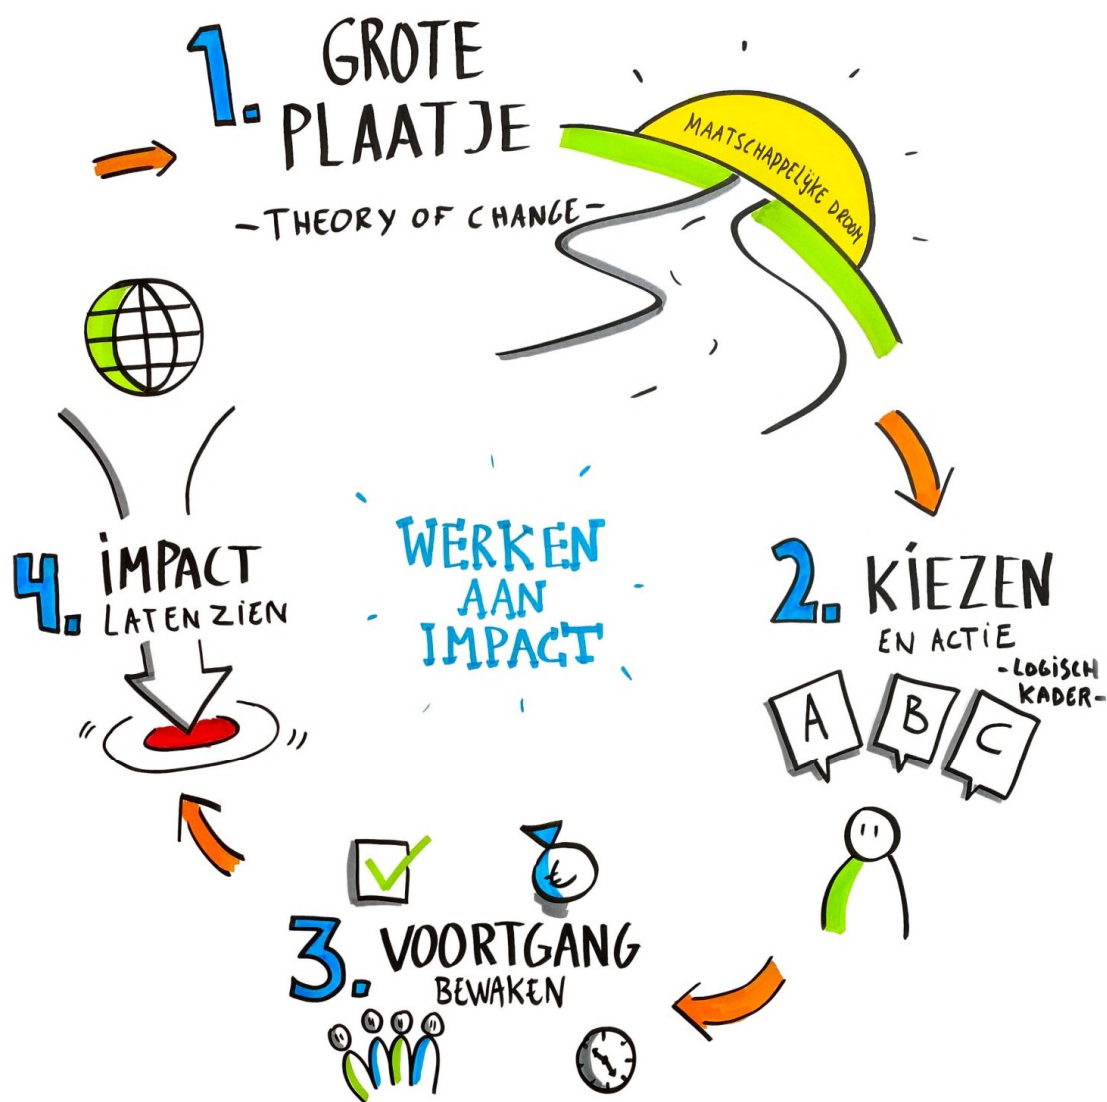 1. GROTE
PLAATJE
-THEORY OF CHANGE-
MAATSCHAPPELIJKE DROOM
WERKEN
AAN
IMPACT
2. KIEZEN
EN ACTIE
-LOGISCH
KADER-
A B C
€
3. VOORTGANG
BEWAKEN
4. IMPACT
LATEN ZIEN